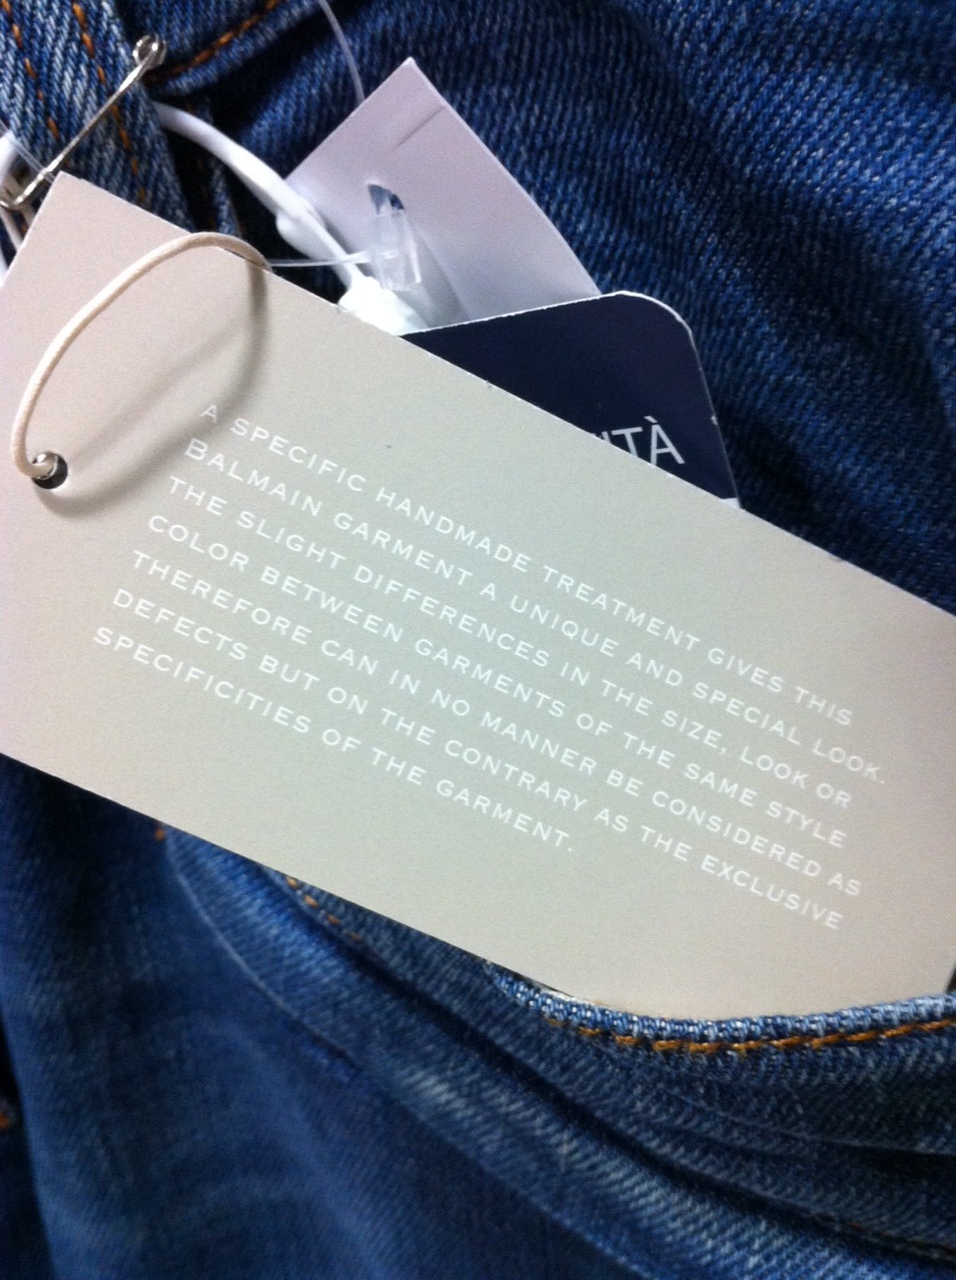 ITÀ
A SPECIFIC HANDMADE TREATMENT GIVES THIS
BALMAIN GARMENT A UNIQUE AND SPECIAL LOOK.
THE SLIGHT DIFFERENCES IN THE SIZE, LOOK OR
COLOR BETWEEN GARMENTS OF THE SAME STYLE
THEREFORE CAN IN NO MANNER BE CONSIDERED AS
DEFECTS BUT ON THE CONTRARY AS THE EXCLUSIVE
SPECIFICITIES OF THE GARMENT.